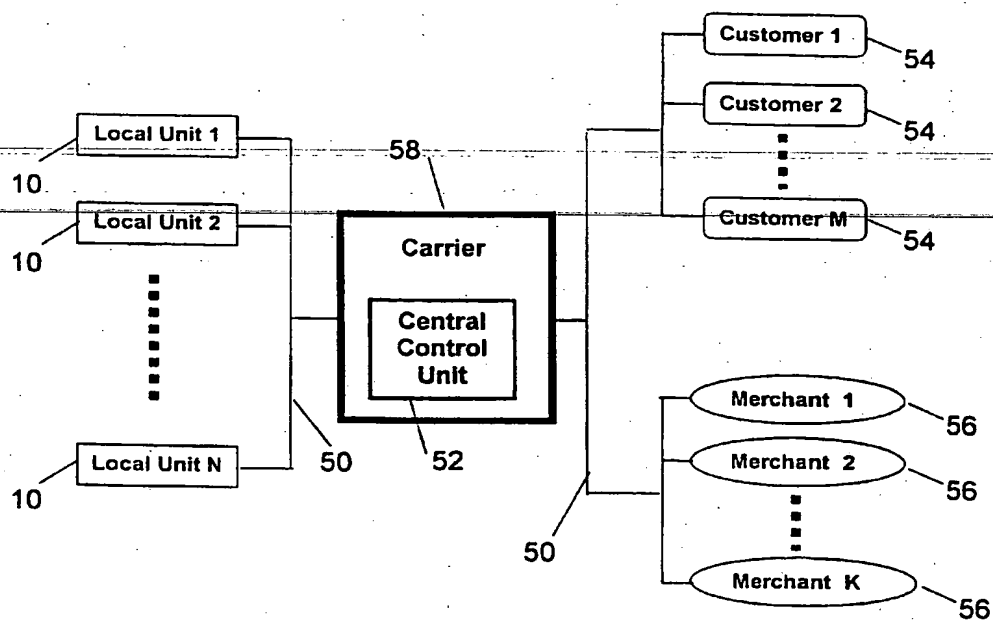 Local Unit 1
10
Local Unit 2
10
Local Unit N
10
50
58
Carrier
Central
Control
Unit
52
50
Customer 1
54
Customer 2
54
Customer M
54
Merchant 1
56
Merchant 2
56
Merchant K
56